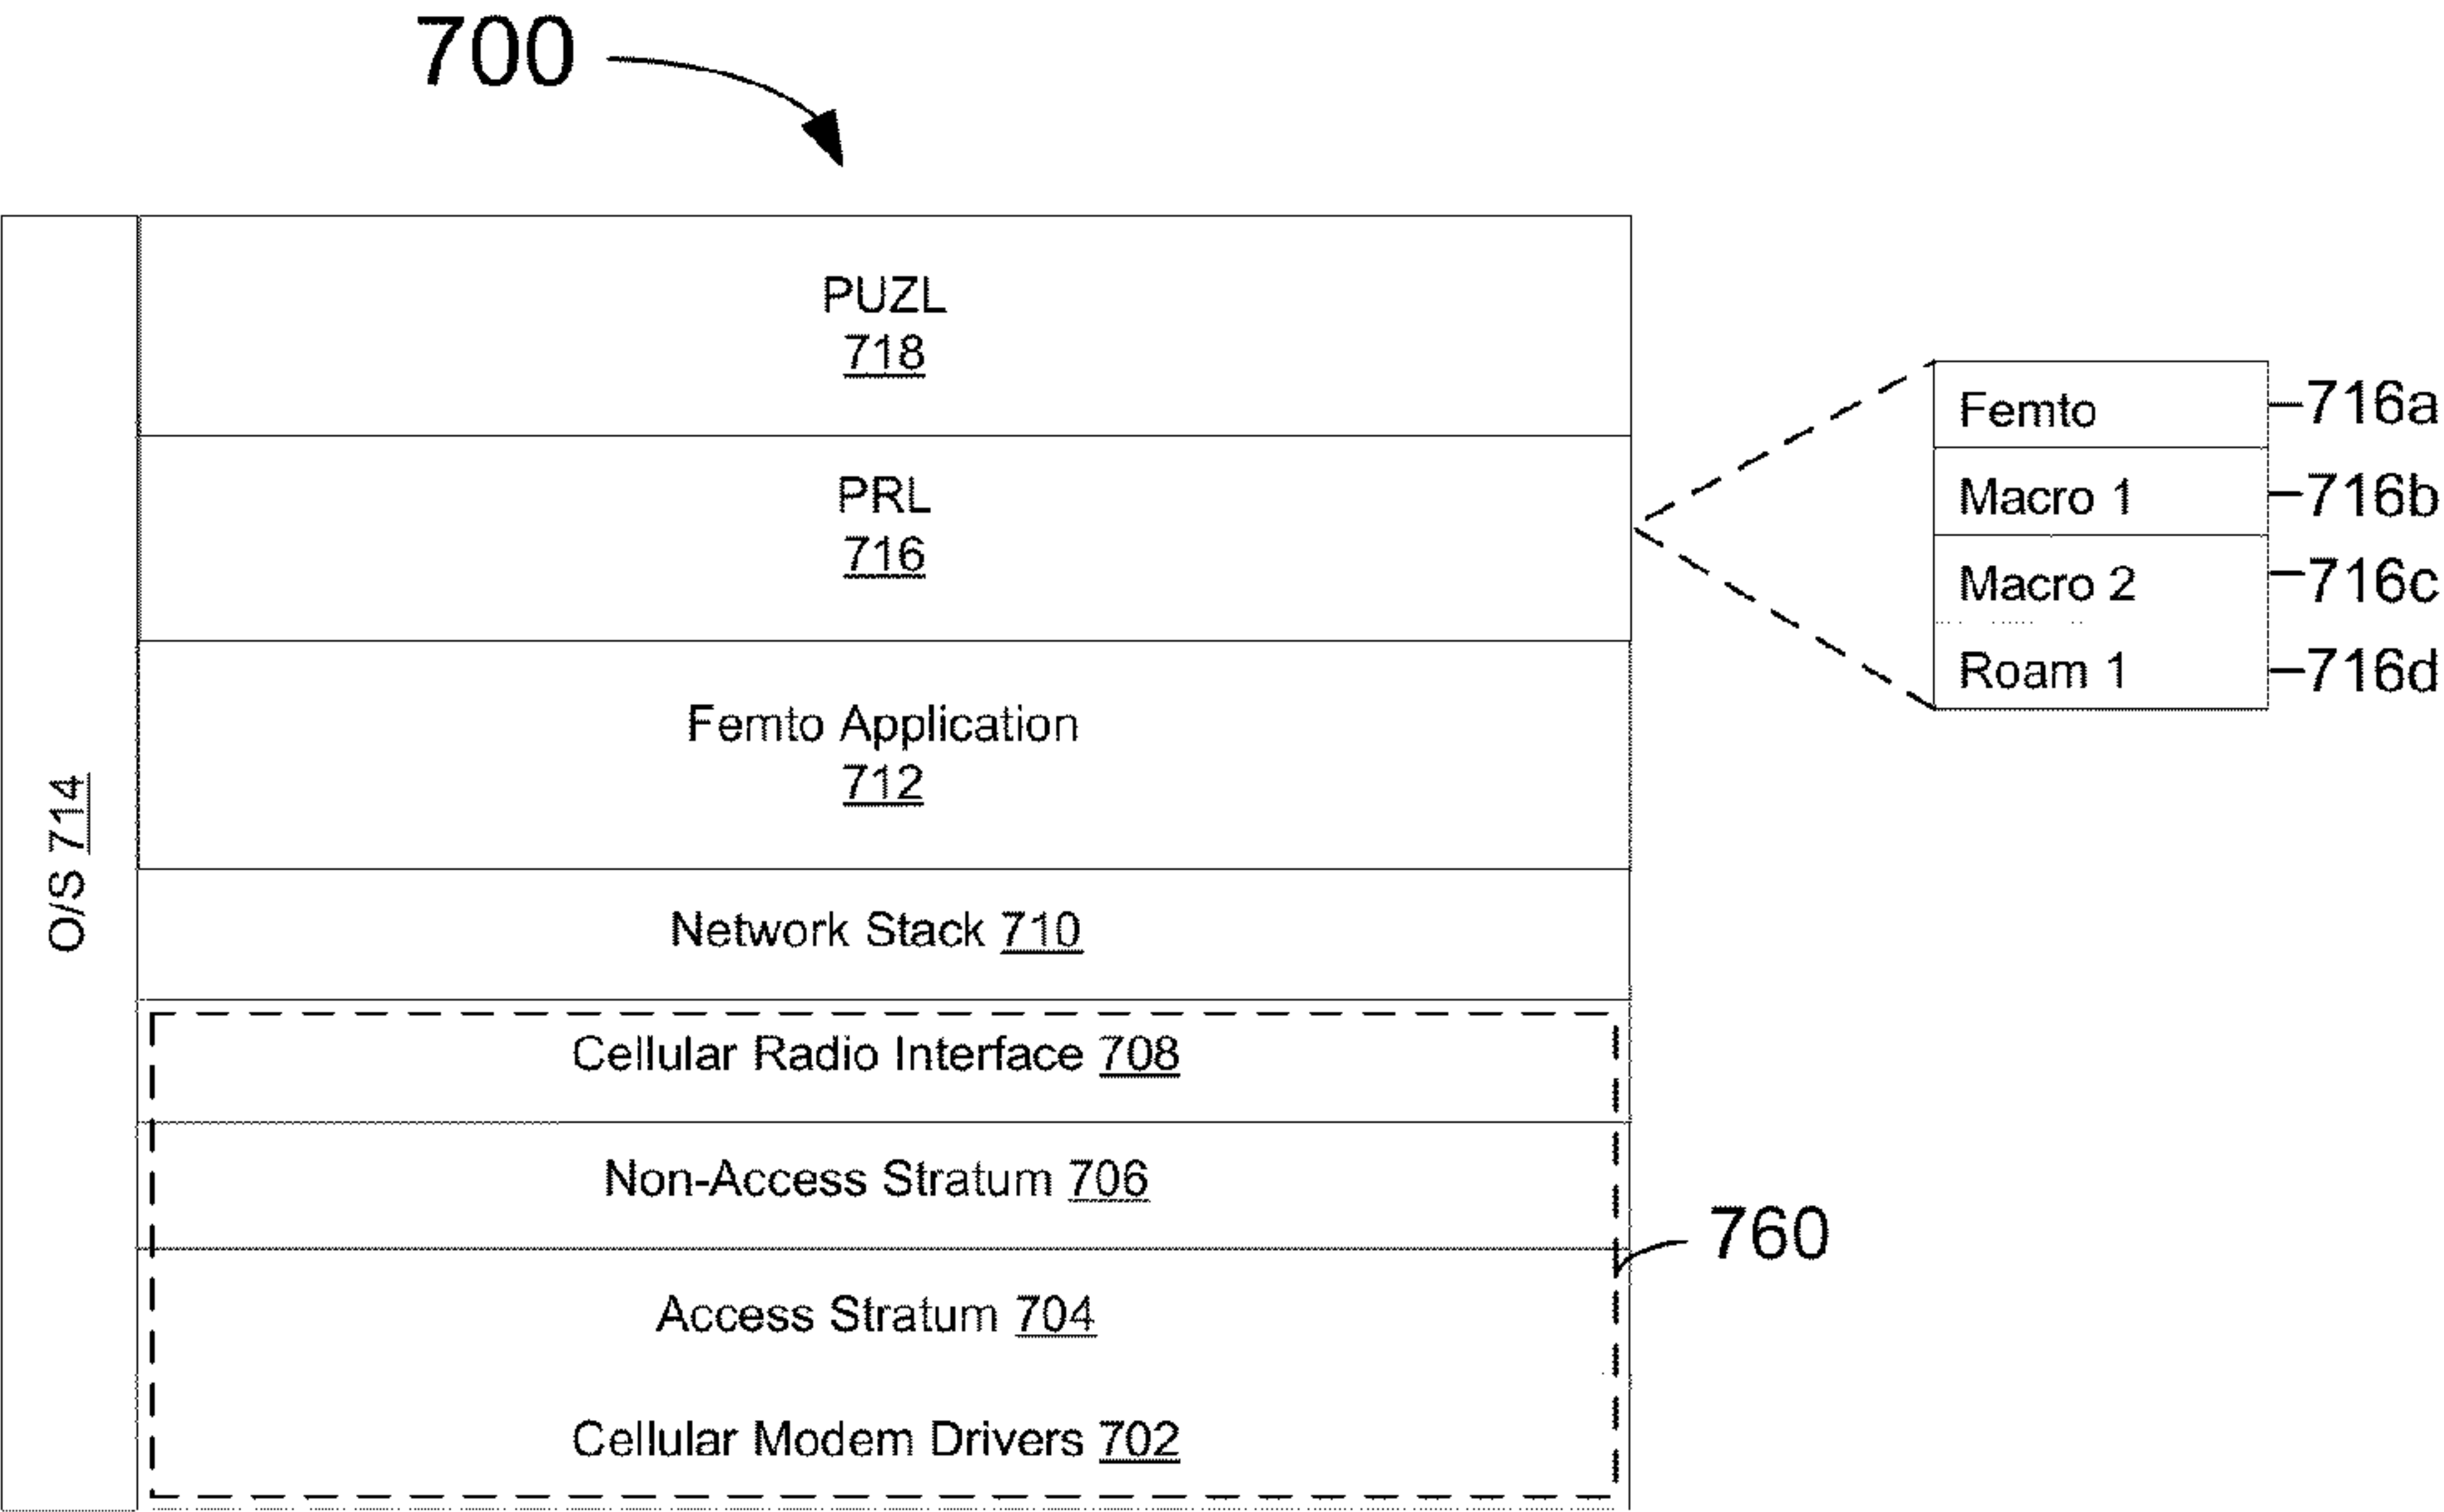 700
PUZL
718
PRL
716
Femto 716a
Macro 1 716b
Macro 2 716c
Roam 1 716d
Femto Application
712
O/S 714
Network Stack 710
Cellular Radio Interface 708
Non-Access Stratum 706
760
Access Stratum 704
Cellular Modem Drivers 702